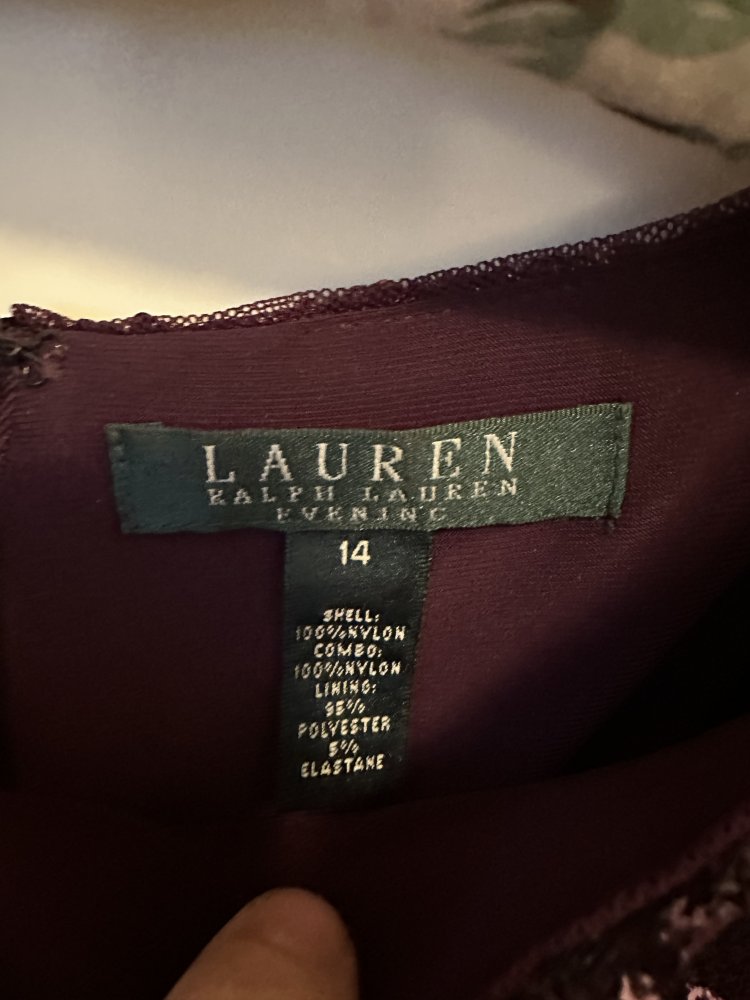 LAUREN
RALPH LAUREN
EVENING
14
SHELL:
100%NYLON
COMBO:
100%NYLON
LINING:
95%
POLYESTER
5%
ELASTANE